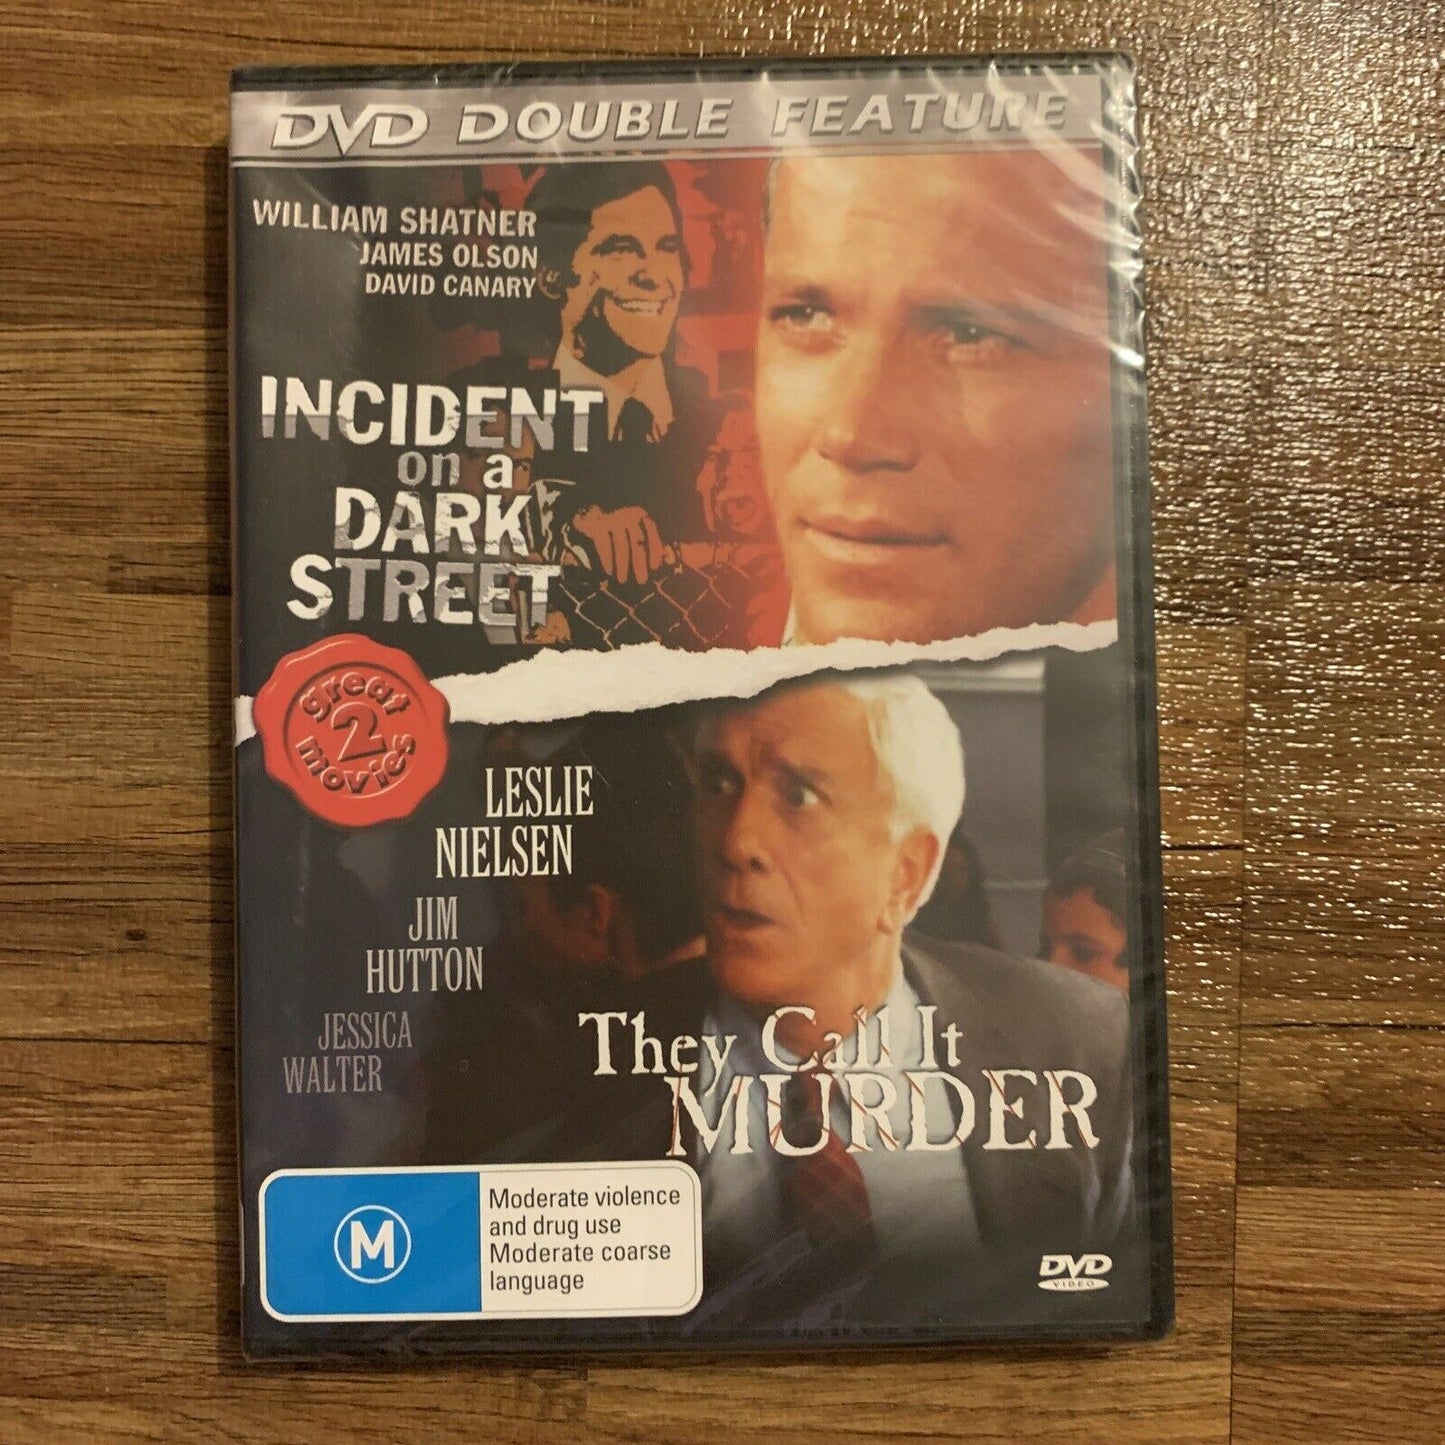 DVD DOUBLE FEATURE
WILLIAM SHATNER
JAMES OLSON
DAVID CANARY
INCIDENT
on a
DARK
STREET
great
2
movies
LESLIE
NIELSEN
JIM
HUTTON
JESSICA
WALTER
They Call It
MURDER
M
Moderate violence
and drug use
Moderate coarse
language
DVD
VIDEO